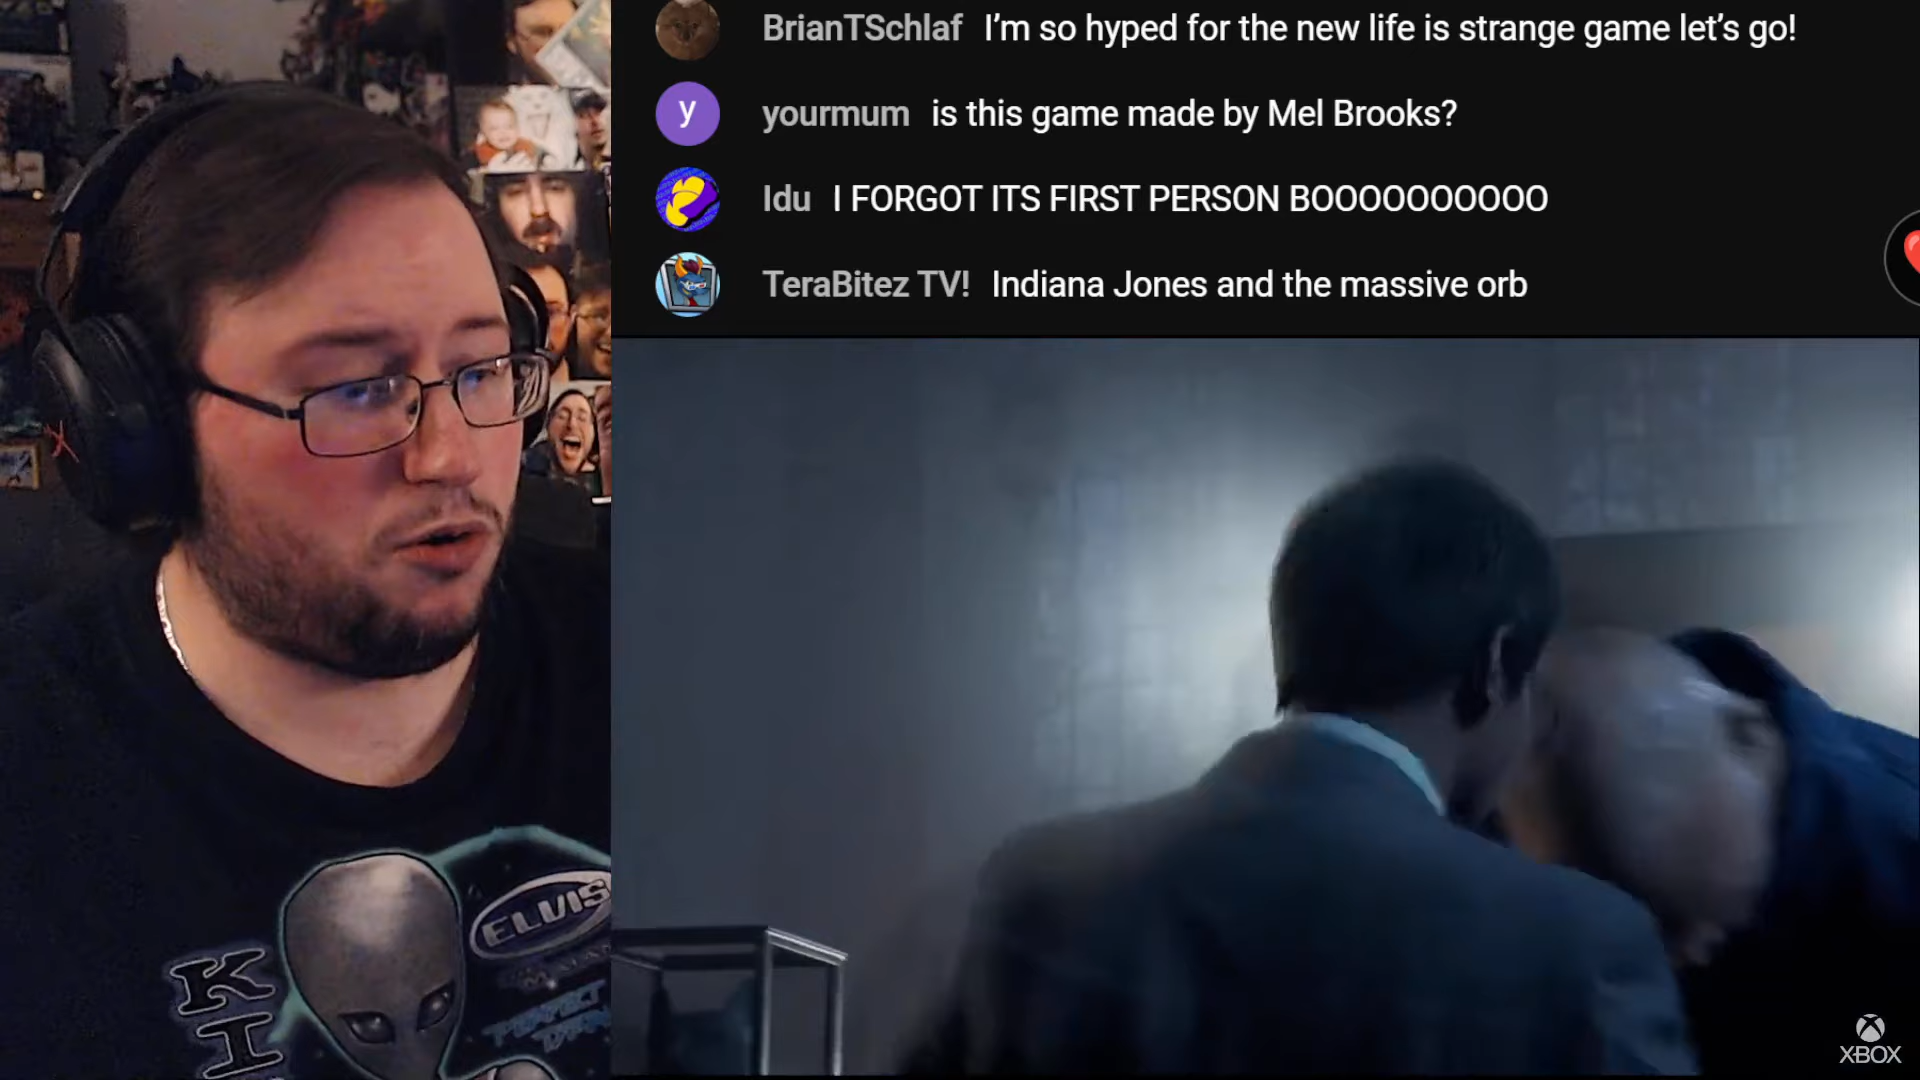 BrianTSchlaf I'm so hyped for the new life is strange game let's go!
y
yourmum is this game made by Mel Brooks?
Idu I FORGOT ITS FIRST PERSON BOOOOOOOOOO
TeraBitez TV! Indiana Jones and the massive orb
ELVIS
KI
XBOX